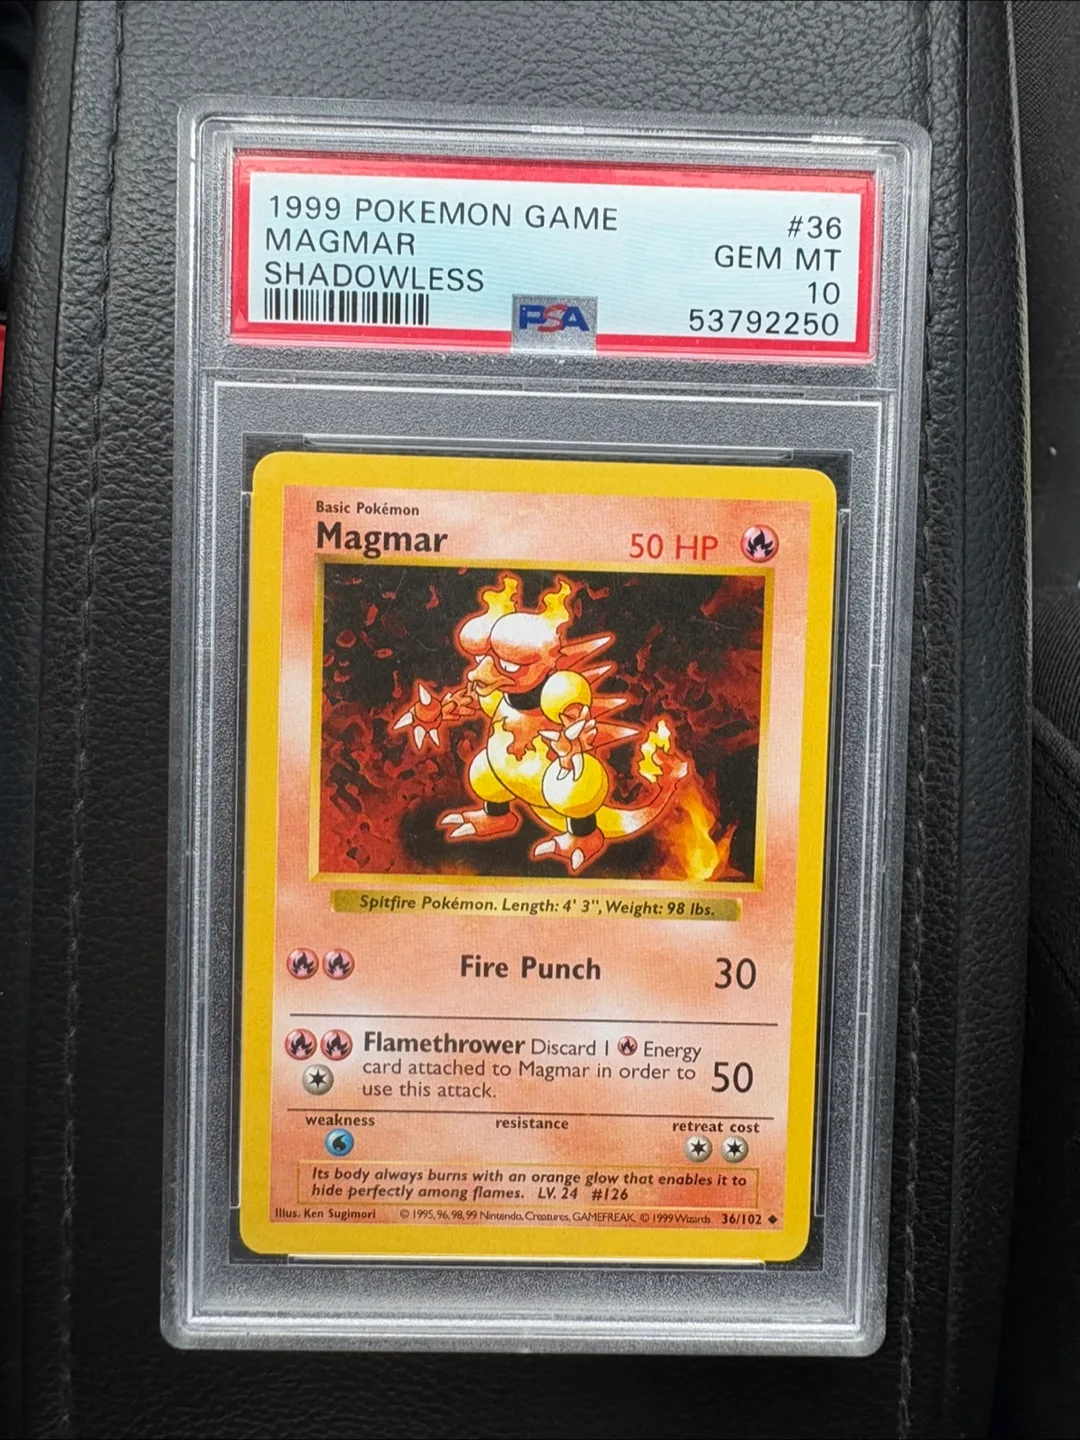 1999 POKEMON GAME #36
MAGMAR GEM MT
SHADOWLESS 10
PSA 53792250
Basic Pokémon
Magmar 50 HP
Spitfire Pokémon. Length: 4' 3", Weight: 98 lbs.
Fire Punch 30
Flamethrower Discard 1 Energy
card attached to Magmar in order to
use this attack.
50
weakness resistance retreat cost
Its body always burns with an orange glow that enables it to
hide perfectly among flames. LV. 24 #126
Illus. Ken Sugimori © 1995, 96, 98, 99 Nintendo, Creatures, GAMEFREAK. © 1999 Wizards. 36/102